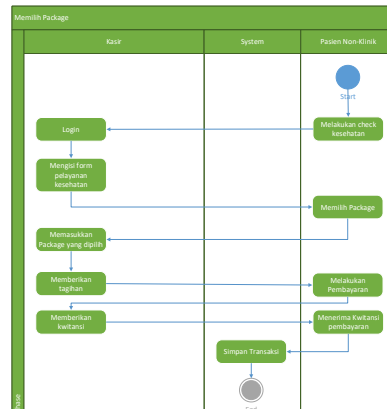 Memilih Package
Kasir
System
Pasien Non-Klinik
Start
Login
Melakukan check
kesehatan
Mengisi form
pelayanan
kesehatan
Memilih Package
Memasukkan
Package yang dipilih
Memberikan
tagihan
Melakukan
Pembayaran
Memberikan
kwitansi
Menerima Kwitansi
pembayaran
Simpan Transaksi